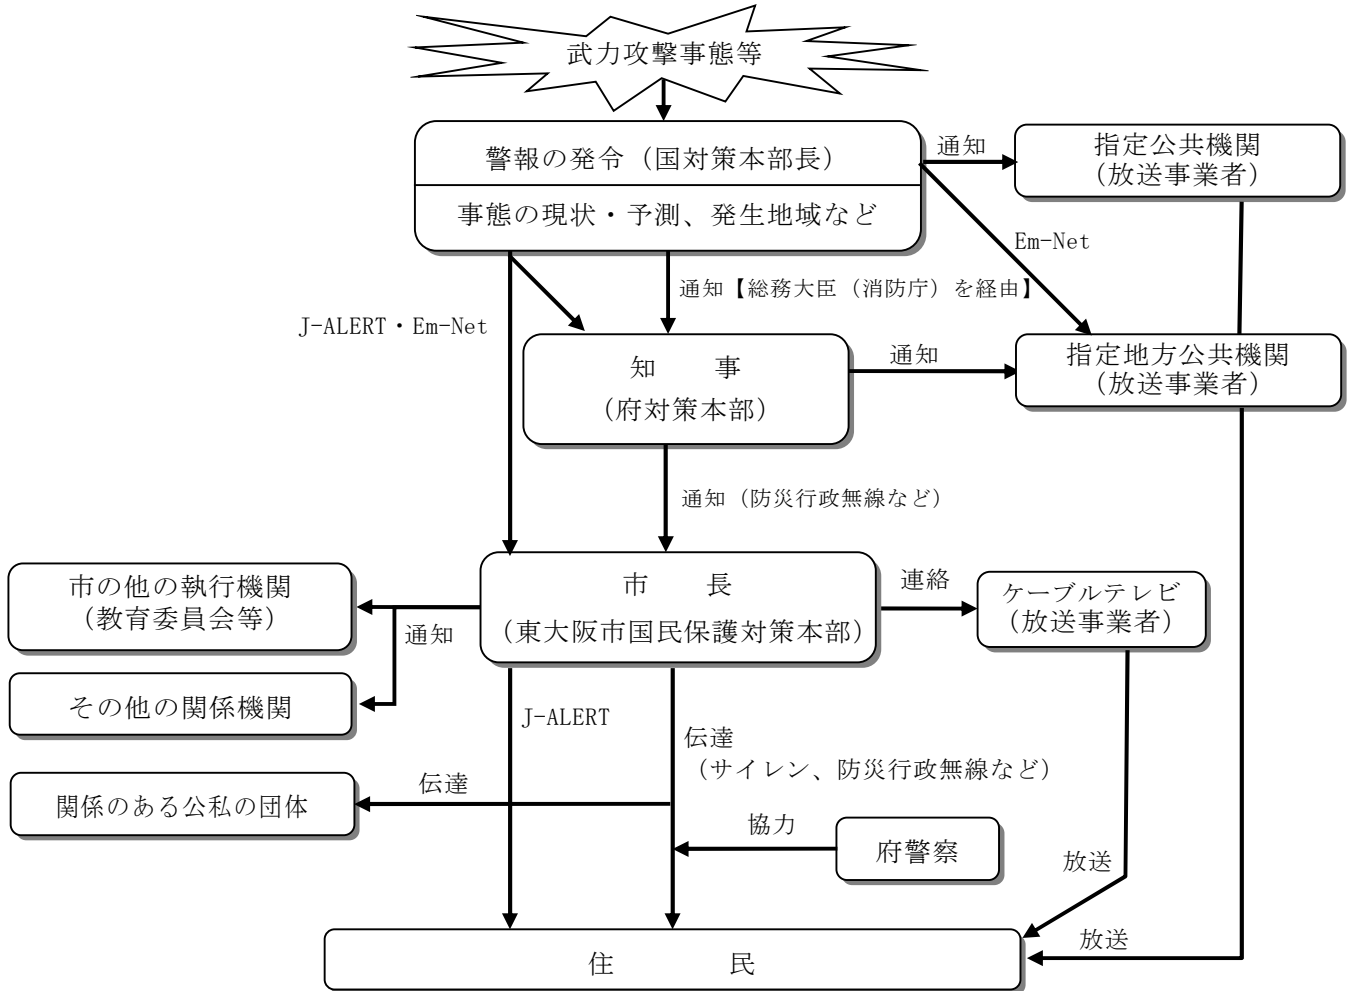 武力攻撃事態等
警報の発令（国対策本部長）
事態の現状・予測、発生地域など
通知
指定公共機関
（放送事業者）
Em-Net
通知【総務大臣（消防庁）を経由】
J-ALERT・Em-Net
知　　事
（府対策本部）
通知
指定地方公共機関
（放送事業者）
通知（防災行政無線など）
市の他の執行機関
（教育委員会等）
通知
市　　長
（東大阪市国民保護対策本部）
連絡
ケーブルテレビ
（放送事業者）
その他の関係機関
J-ALERT
伝達
（サイレン、防災行政無線など）
関係のある公私の団体
伝達
協力
府警察
放送
放送
住　　　　民